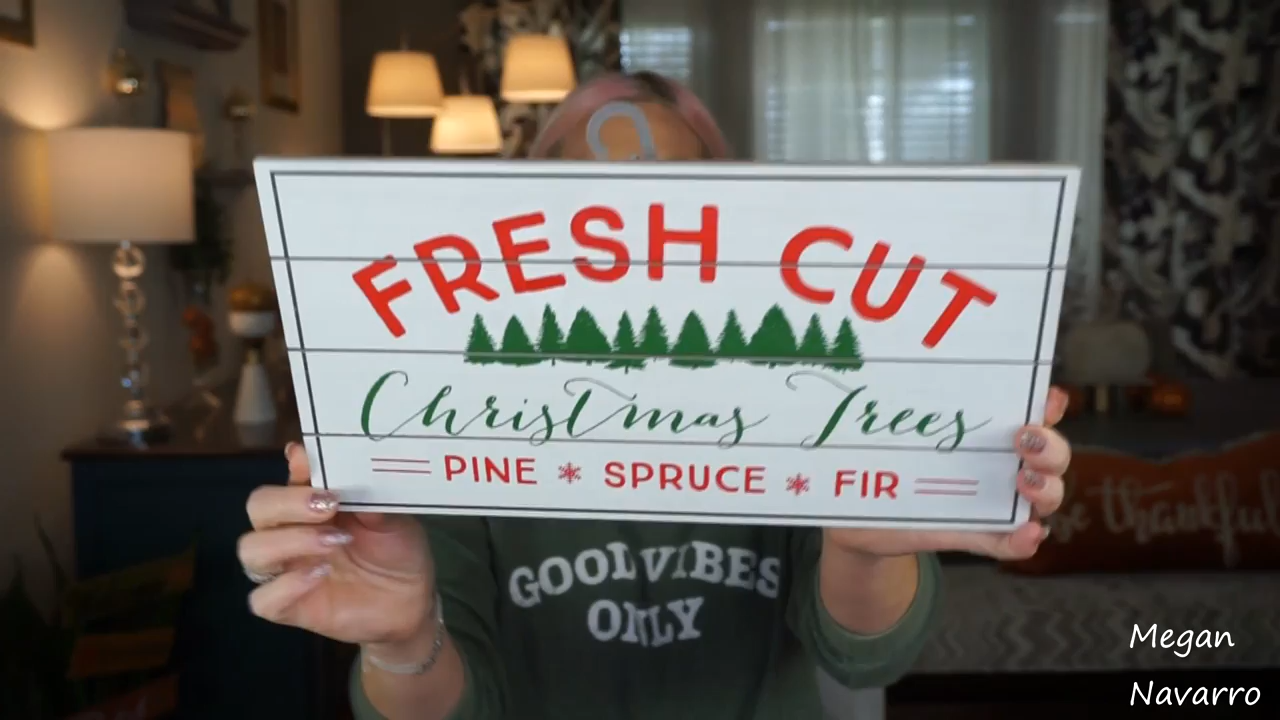 FRESH CUT
Christmas Trees
PINE * SPRUCE * FIR
GOOD VIBES
ONLY
thankful
Megan
Navarro